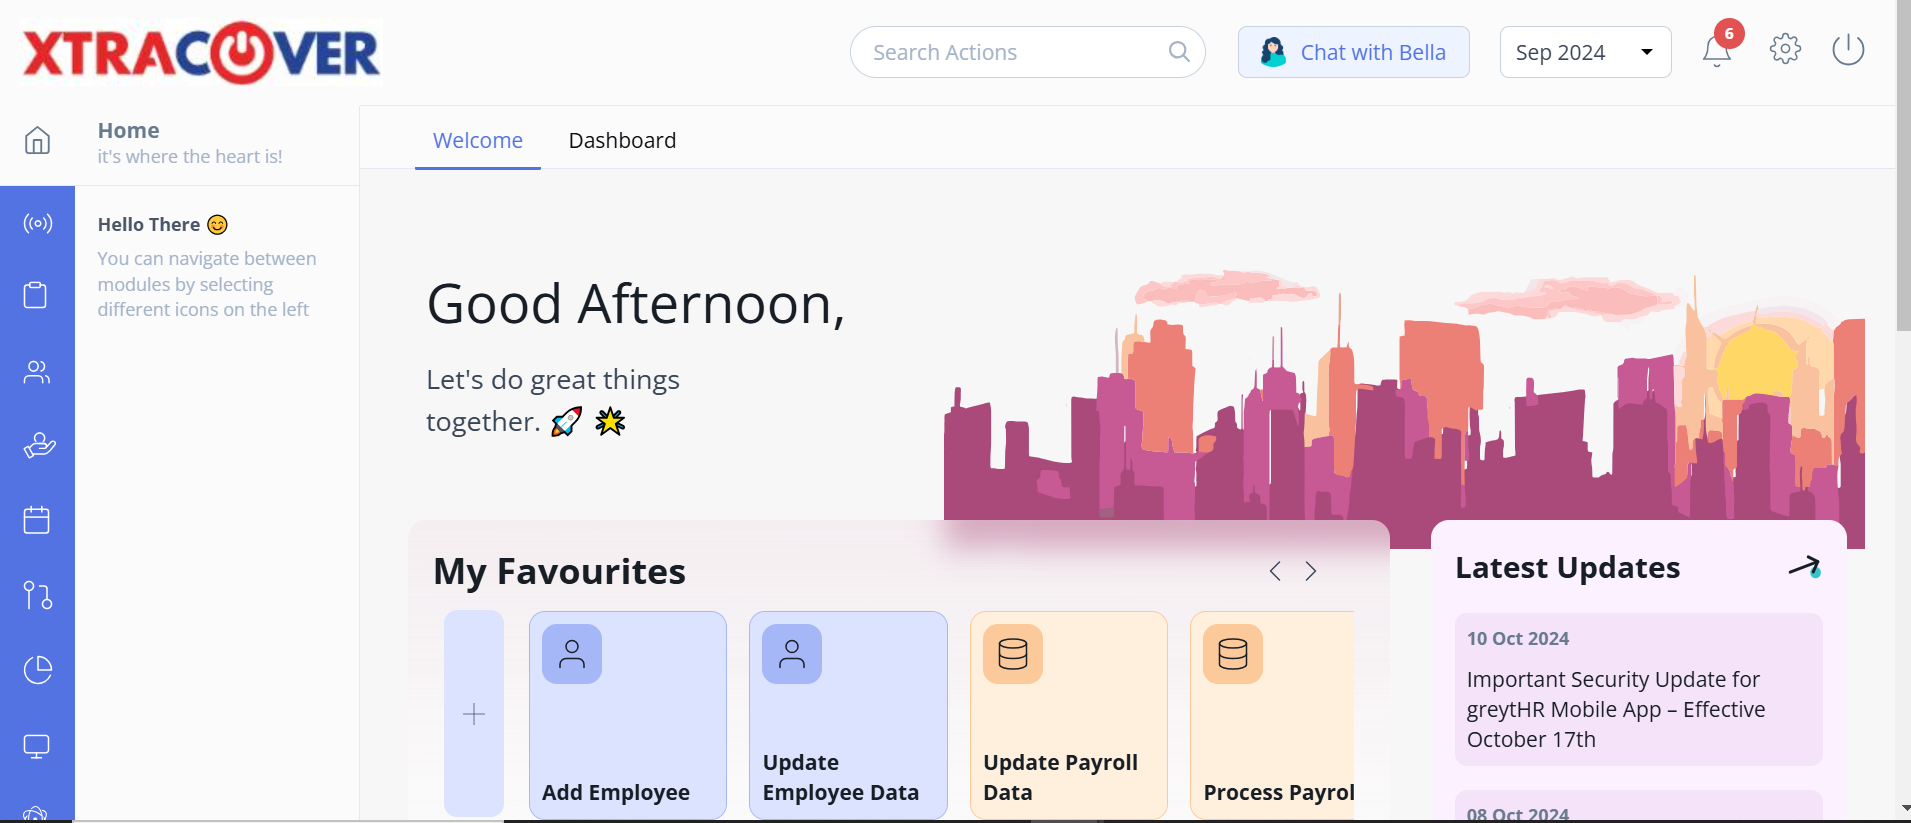 XTRACOVER
Search Actions
Chat with Bella
Sep 2024
6
Home
it's where the heart is!
Welcome
Dashboard
Hello There
You can navigate between
modules by selecting
different icons on the left
Good Afternoon,
Let's do great things
together.
My Favourites
Add Employee
Update
Employee Data
Update Payroll
Data
Process Payrol
Latest Updates
10 Oct 2024
Important Security Update for
greytHR Mobile App – Effective
October 17th
08 Oct 2024